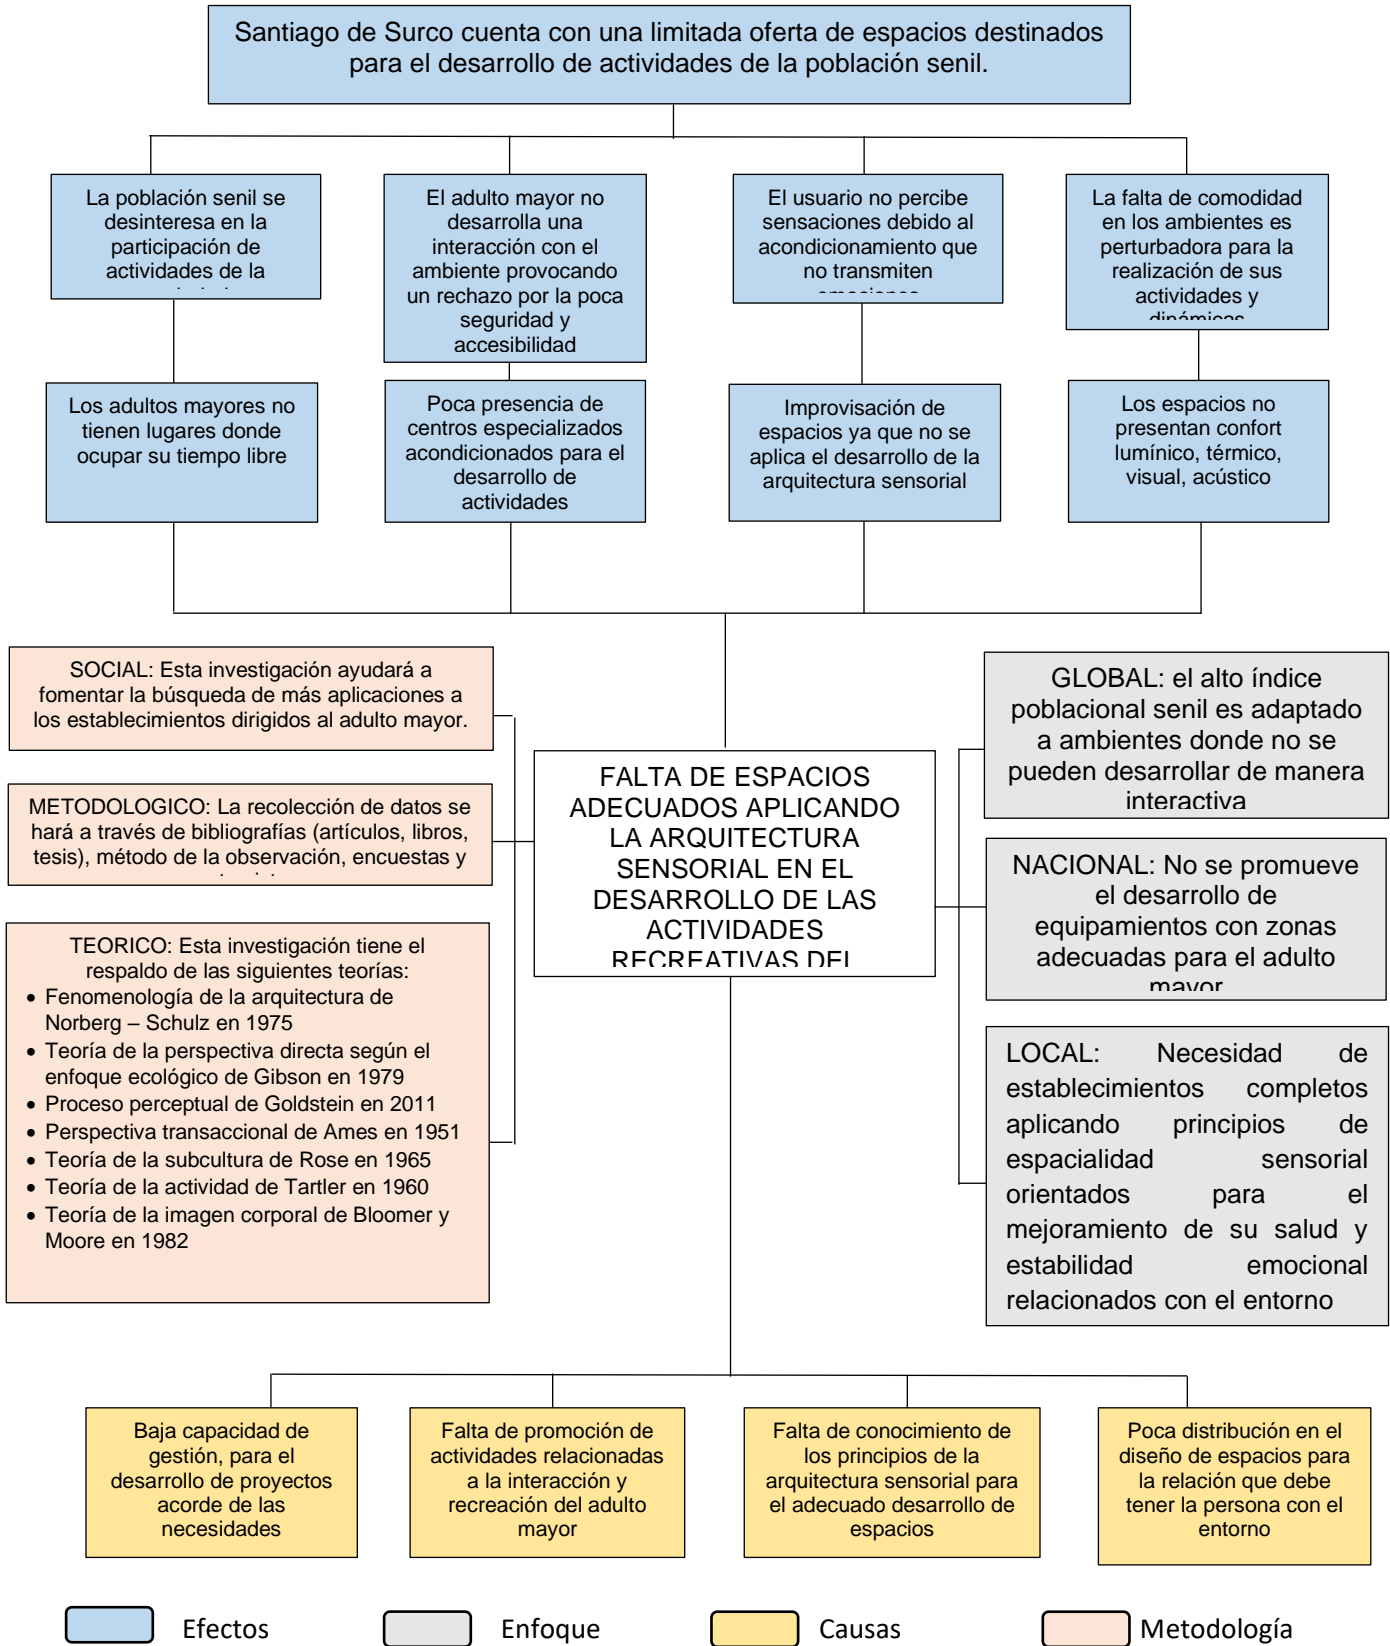 Santiago de Surco cuenta con una limitada oferta de espacios destinados
para el desarrollo de actividades de la población senil.
La población senil se
desinteresa en la
participación de
actividades de la
El adulto mayor no
desarrolla una
interacción con el
ambiente provocando
un rechazo por la poca
seguridad y
accesibilidad
El usuario no percibe
sensaciones debido al
acondicionamiento que
no transmiten
emociones
La falta de comodidad
en los ambientes es
perturbadora para la
realización de sus
actividades y
dinámicas
Los adultos mayores no
tienen lugares donde
ocupar su tiempo libre
Poca presencia de
centros especializados
acondicionados para el
desarrollo de
actividades
Improvisación de
espacios ya que no se
aplica el desarrollo de la
arquitectura sensorial
Los espacios no
presentan confort
lumínico, térmico,
visual, acústico
SOCIAL: Esta investigación ayudará a
fomentar la búsqueda de más aplicaciones a
los establecimientos dirigidos al adulto mayor.
METODOLOGICO: La recolección de datos se
hará a través de bibliografías (artículos, libros,
tesis), método de la observación, encuestas y
TEORICO: Esta investigación tiene el
respaldo de las siguientes teorías:
• Fenomenología de la arquitectura de
Norberg – Schulz en 1975
• Teoría de la perspectiva directa según el
enfoque ecológico de Gibson en 1979
• Proceso perceptual de Goldstein en 2011
• Perspectiva transaccional de Ames en 1951
• Teoría de la subcultura de Rose en 1965
• Teoría de la actividad de Tartler en 1960
• Teoría de la imagen corporal de Bloomer y
Moore en 1982
FALTA DE ESPACIOS
ADECUADOS APLICANDO
LA ARQUITECTURA
SENSORIAL EN EL
DESARROLLO DE LAS
ACTIVIDADES
RECREATIVAS DEL
GLOBAL: el alto índice
poblacional senil es adaptado
a ambientes donde no se
pueden desarrollar de manera
interactiva
NACIONAL: No se promueve
el desarrollo de
equipamientos con zonas
adecuadas para el adulto
mayor
LOCAL: Necesidad de
establecimientos completos
aplicando principios de
espacialidad sensorial
orientados para el
mejoramiento de su salud y
estabilidad emocional
relacionados con el entorno
Baja capacidad de
gestión, para el
desarrollo de proyectos
acorde de las
necesidades
Falta de promoción de
actividades relacionadas
a la interacción y
recreación del adulto
mayor
Falta de conocimiento de
los principios de la
arquitectura sensorial para
el adecuado desarrollo de
espacios
Poca distribución en el
diseño de espacios para
la relación que debe
tener la persona con el
entorno
Efectos
Enfoque
Causas
Metodología